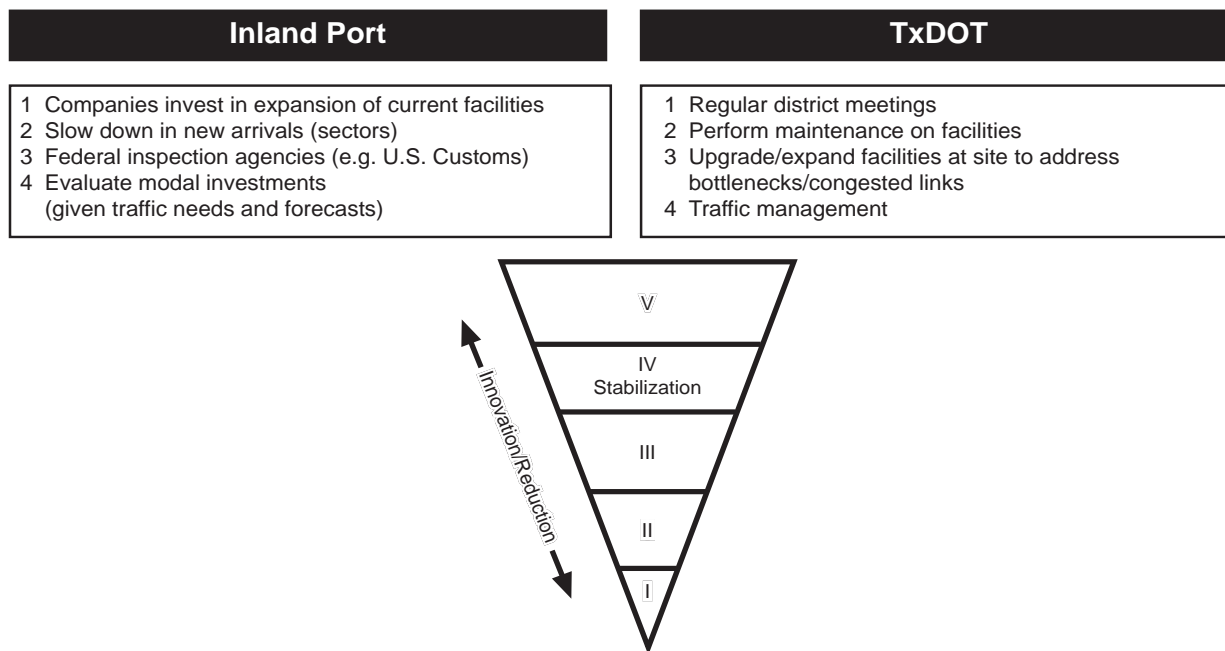 Inland Port
TxDOT
1 Companies invest in expansion of current facilities
2 Slow down in new arrivals (sectors)
3 Federal inspection agencies (e.g. U.S. Customs)
4 Evaluate modal investments
(given traffic needs and forecasts)
1 Regular district meetings
2 Perform maintenance on facilities
3 Upgrade/expand facilities at site to address
bottlenecks/congested links
4 Traffic management
V
IV
Stabilization
III
II
I
Innovation/Reduction